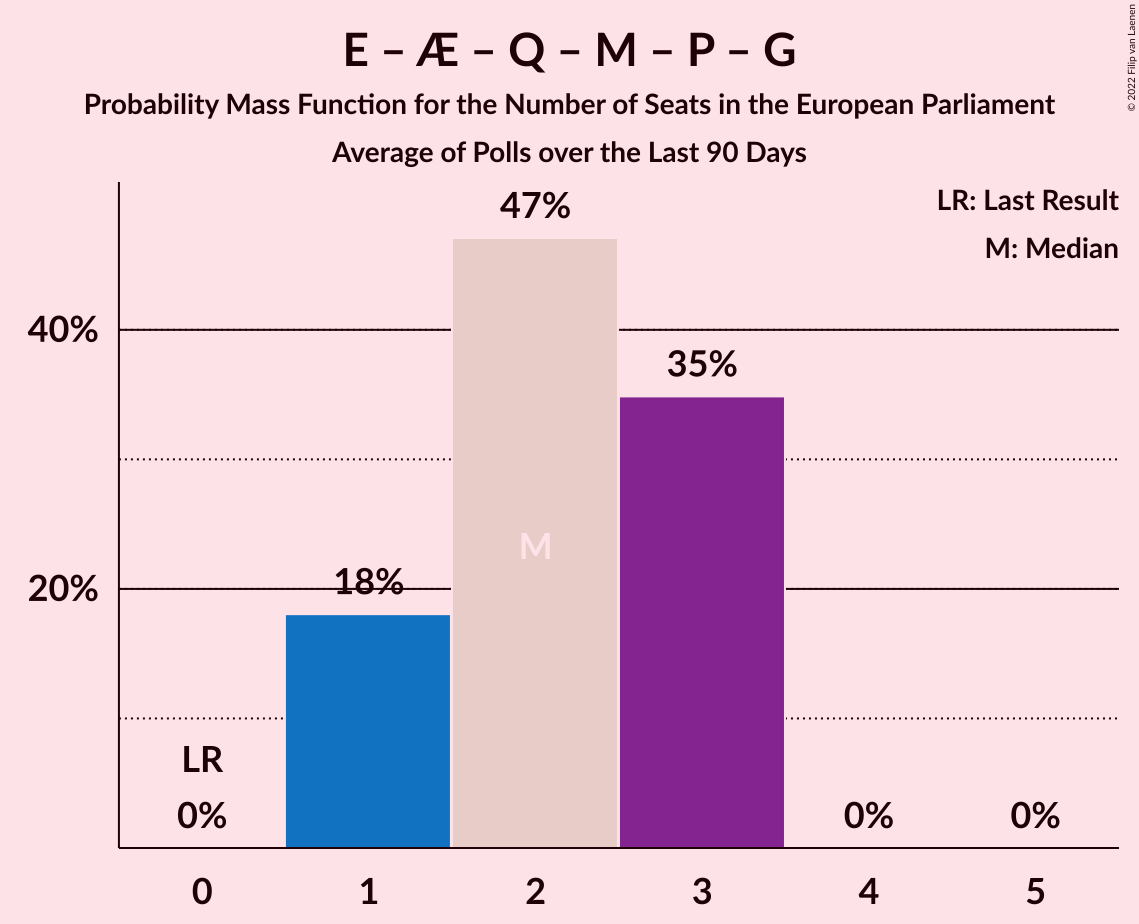 E – Æ – Q – M – P – G
Probability Mass Function for the Number of Seats in the European Parliament
Average of Polls over the Last 90 Days
© 2022 Filip van Laenen
LR: Last Result
M: Median
47%
40%
35%
M
18%
20%
LR
0%
0%
0%
0
1
2
3
4
5